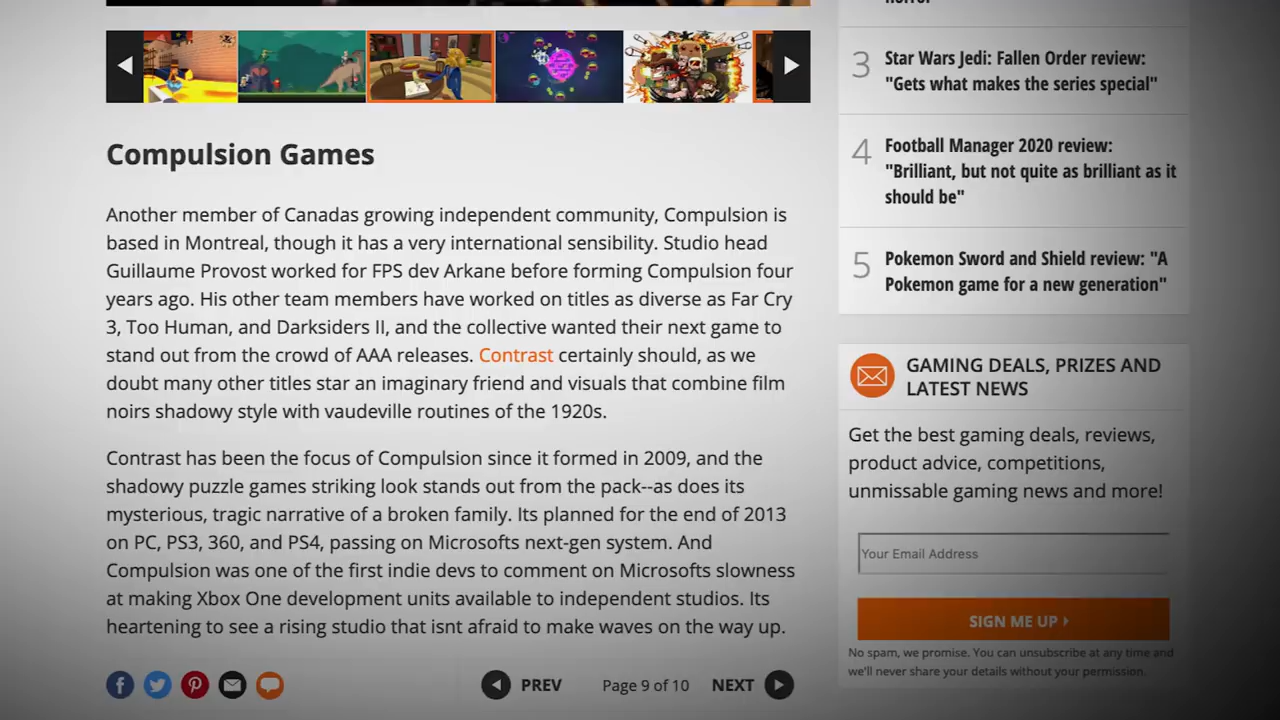 Compulsion Games
Another member of Canadas growing independent community, Compulsion is
based in Montreal, though it has a very international sensibility. Studio head
Guillaume Provost worked for FPS dev Arkane before forming Compulsion four
years ago. His other team members have worked on titles as diverse as Far Cry
3, Too Human, and Darksiders II, and the collective wanted their next game to
stand out from the crowd of AAA releases. Contrast certainly should, as we
doubt many other titles star an imaginary friend and visuals that combine film
noirs shadowy style with vaudeville routines of the 1920s.
Contrast has been the focus of Compulsion since it formed in 2009, and the
shadowy puzzle games striking look stands out from the pack--as does its
mysterious, tragic narrative of a broken family. Its planned for the end of 2013
on PC, PS3, 360, and PS4, passing on Microsofts next-gen system. And
Compulsion was one of the first indie devs to comment on Microsofts slowness
at making Xbox One development units available to independent studios. Its
heartening to see a rising studio that isnt afraid to make waves on the way up.
PREV Page 9 of 10 NEXT
3 Star Wars Jedi: Fallen Order review:
"Gets what makes the series special"
4 Football Manager 2020 review:
"Brilliant, but not quite as brilliant as it
should be"
5 Pokemon Sword and Shield review: "A
Pokemon game for a new generation"
GAMING DEALS, PRIZES AND
LATEST NEWS
Get the best gaming deals, reviews,
product advice, competitions,
unmissable gaming news and more!
Your Email Address
SIGN ME UP
No spam, we promise. You can unsubscribe at any time and
we'll never share your details without your permission.